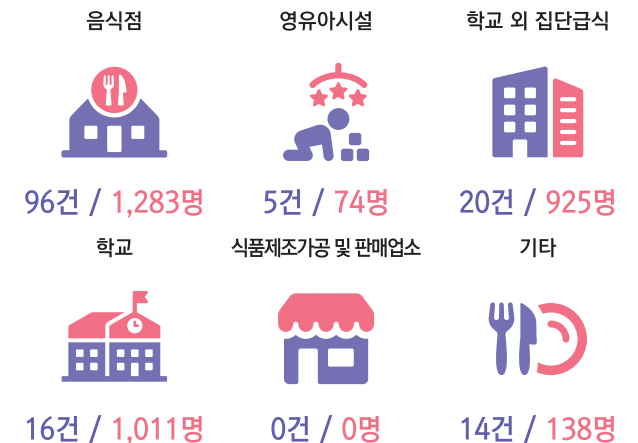 음식점
영유아시설
학교 외 집단급식
96건 / 1,283명
5건 / 74명
20건 / 925명
학교
식품제조가공 및 판매업소
기타
16건 / 1,011명
0건 / 0명
14건 / 138명